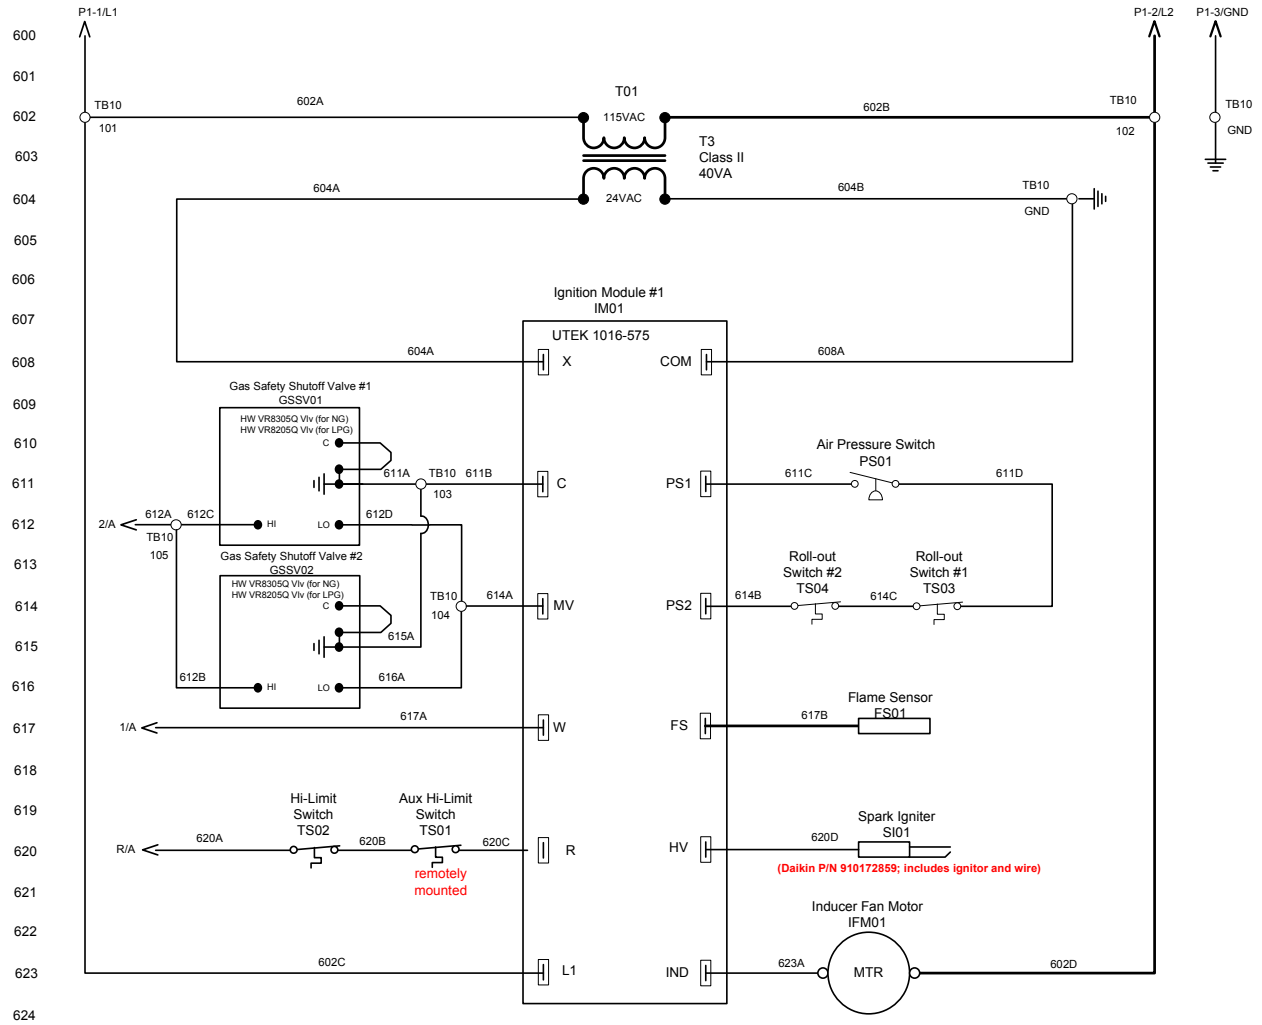 P1-1/L1
P1-2/L2
P1-3/GND
600
601
T01
602A
602B
TB10
TB10
TB10
602
115VAC
101
102
GND
603
T3
Class II
40VA
604A
604B
TB10
604
24VAC
GND
605
606
Ignition Module #1
IM01
607
UTEK 1016-575
604A
608A
608
X
COM
Gas Safety Shutoff Valve #1
GSSV01
609
HW VR8305Q Vlv (for NG)
HW VR8205Q Vlv (for LPG)
C
610
Air Pressure Switch
PS01
611A
TB10
611B
611C
611D
611
103
C
PS1
612A
612C
612D
612
2/A
HI
LO
TB10
105
Gas Safety Shutoff Valve #2
GSSV02
613
Roll-out
Switch #2
TS04
Roll-out
Switch #1
TS03
HW VR8305Q Vlv (for NG)
HW VR8205Q Vlv (for LPG)
C
TB10
104
614A
614B
614C
614
MV
PS2
615A
615
612B
616A
616
HI
LO
Flame Sensor
FS01
617A
617B
617
1/A
W
FS
618
619
Hi-Limit
Switch
TS02
Aux Hi-Limit
Switch
TS01
Spark Igniter
SI01
620A
620B
620C
620D
620
R/A
R
HV
remotely
mounted
(Daikin P/N 910172859; includes ignitor and wire)
621
Inducer Fan Motor
IFM01
622
602C
623A
602D
623
L1
IND
MTR
624